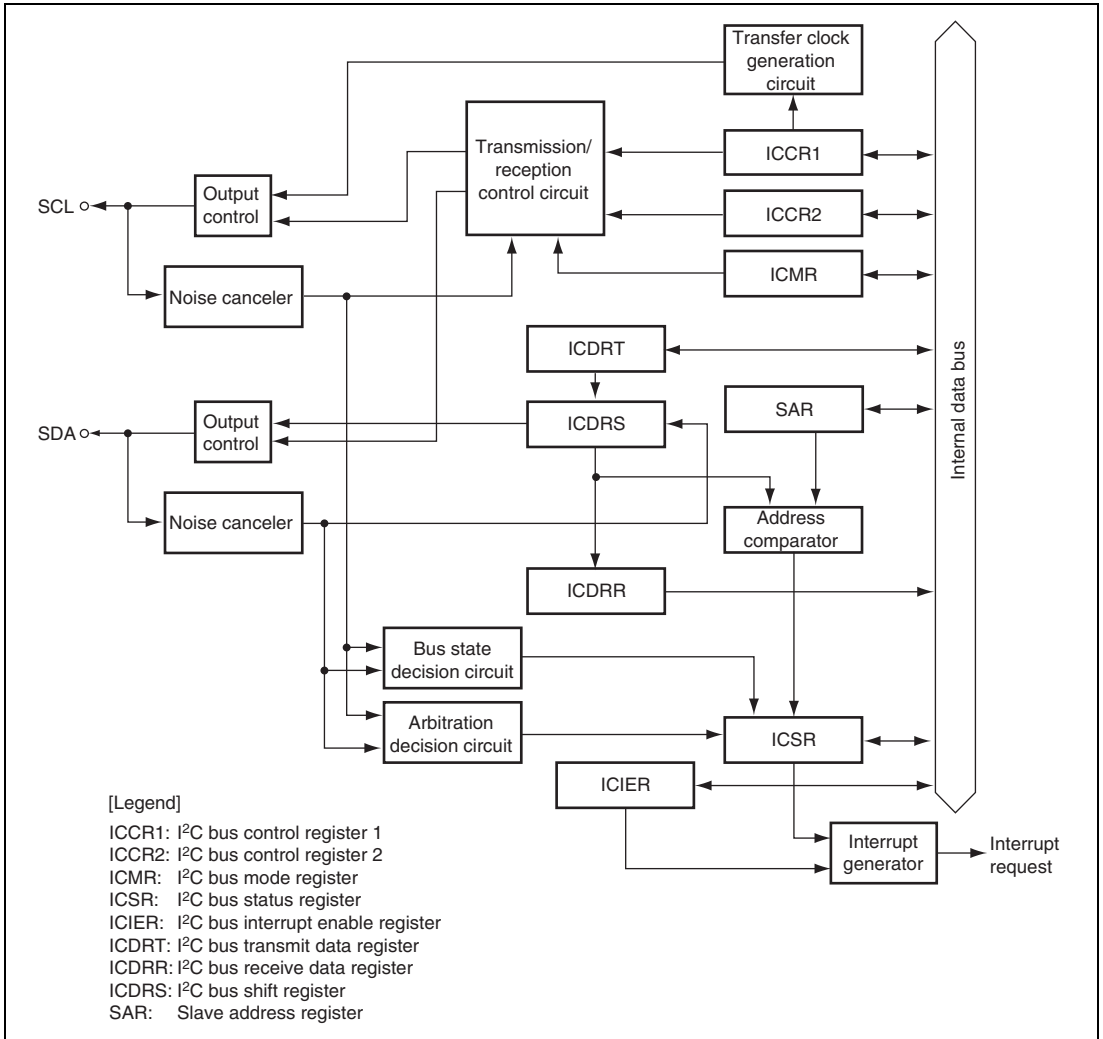 Transfer clock
generation
circuit
Transmission/
reception
control circuit
ICCR1
SCL
Output
control
ICCR2
ICMR
Noise canceler
ICDRT
Internal data bus
SDA
Output
control
ICDRS
SAR
Noise canceler
Address
comparator
ICDRR
Bus state
decision circuit
Arbitration
decision circuit
ICSR
ICIER
Interrupt
generator
Interrupt
request
[Legend]
ICCR1: I²C bus control register 1
ICCR2: I²C bus control register 2
ICMR: I²C bus mode register
ICSR: I²C bus status register
ICIER: I²C bus interrupt enable register
ICDRT: I²C bus transmit data register
ICDRR: I²C bus receive data register
ICDRS: I²C bus shift register
SAR: Slave address register